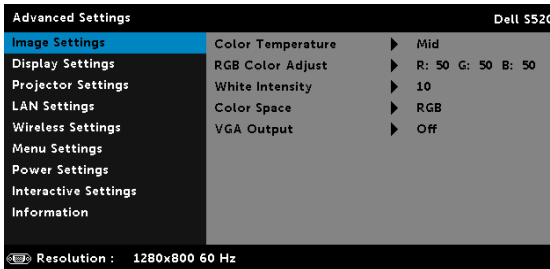 Advanced Settings Dell S520
Image Settings Color Temperature Mid
Display Settings RGB Color Adjust R: 50 G: 50 B: 50
Projector Settings White Intensity 10
LAN Settings Color Space RGB
Wireless Settings VGA Output Off
Menu Settings
Power Settings
Interactive Settings
Information
Resolution : 1280x800 60 Hz